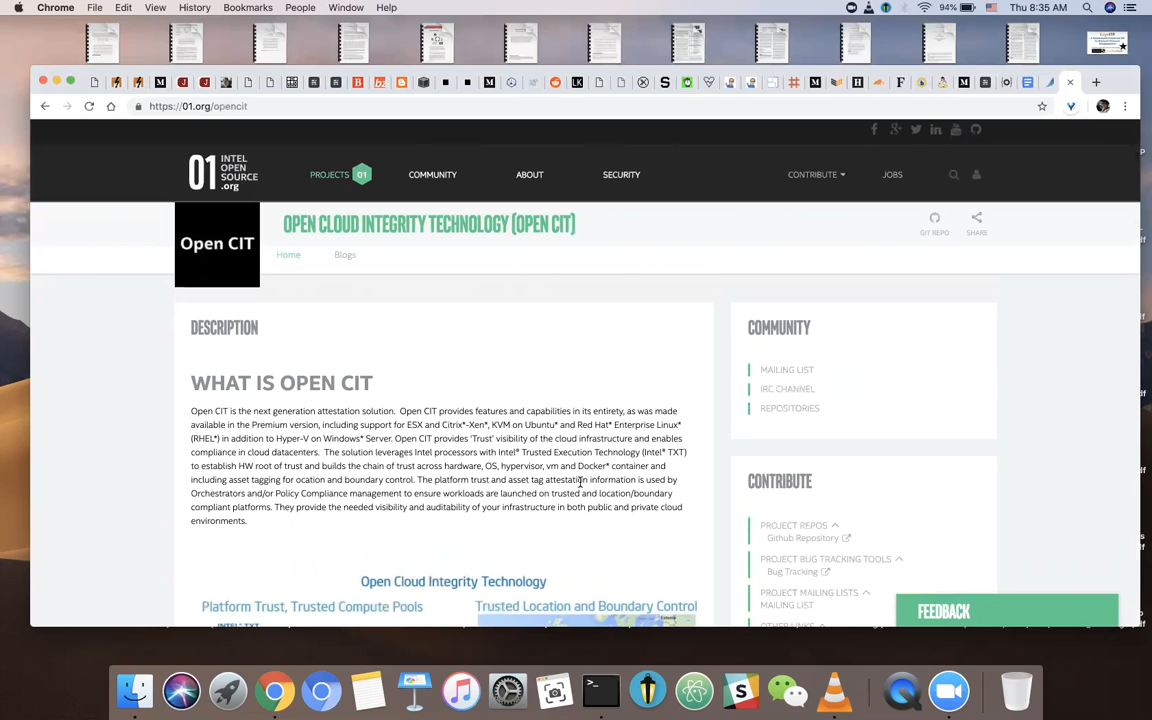 Chrome File Edit View History Bookmarks People Window Help 94% Thu 8:35 AM
https://01.org/opencit
01 INTEL OPEN SOURCE .org
PROJECTS 01 COMMUNITY ABOUT SECURITY CONTRIBUTE JOBS
Open CIT
OPEN CLOUD INTEGRITY TECHNOLOGY (OPEN CIT)
GIT REPO SHARE
Home Blogs
DESCRIPTION
WHAT IS OPEN CIT
Open CIT is the next generation attestation solution. Open CIT provides features and capabilities in its entirety, as was made
available in the Premium version, including support for ESX and Citrix*-Xen*, KVM on Ubuntu* and Red Hat* Enterprise Linux*
(RHEL*) in addition to Hyper-V on Windows* Server. Open CIT provides 'Trust' visibility of the cloud infrastructure and enables
compliance in cloud datacenters. The solution leverages Intel processors with Intel® Trusted Execution Technology (Intel® TXT)
to establish HW root of trust and builds the chain of trust across hardware, OS, hypervisor, vm and Docker* container and
including asset tagging for ocation and boundary control. The platform trust and asset tag attestation information is used by
Orchestrators and/or Policy Compliance management to ensure workloads are launched on trusted and location/boundary
compliant platforms. They provide the needed visibility and auditability of your infrastructure in both public and private cloud
environments.
Open Cloud Integrity Technology
Platform Trust, Trusted Compute Pools
Trusted Location and Boundary Control
COMMUNITY
MAILING LIST
IRC CHANNEL
REPOSITORIES
CONTRIBUTE
PROJECT REPOS
Github Repository
PROJECT BUG TRACKING TOOLS
Bug Tracking
PROJECT MAILING LISTS
MAILING LIST
OTHER LINKS
FEEDBACK